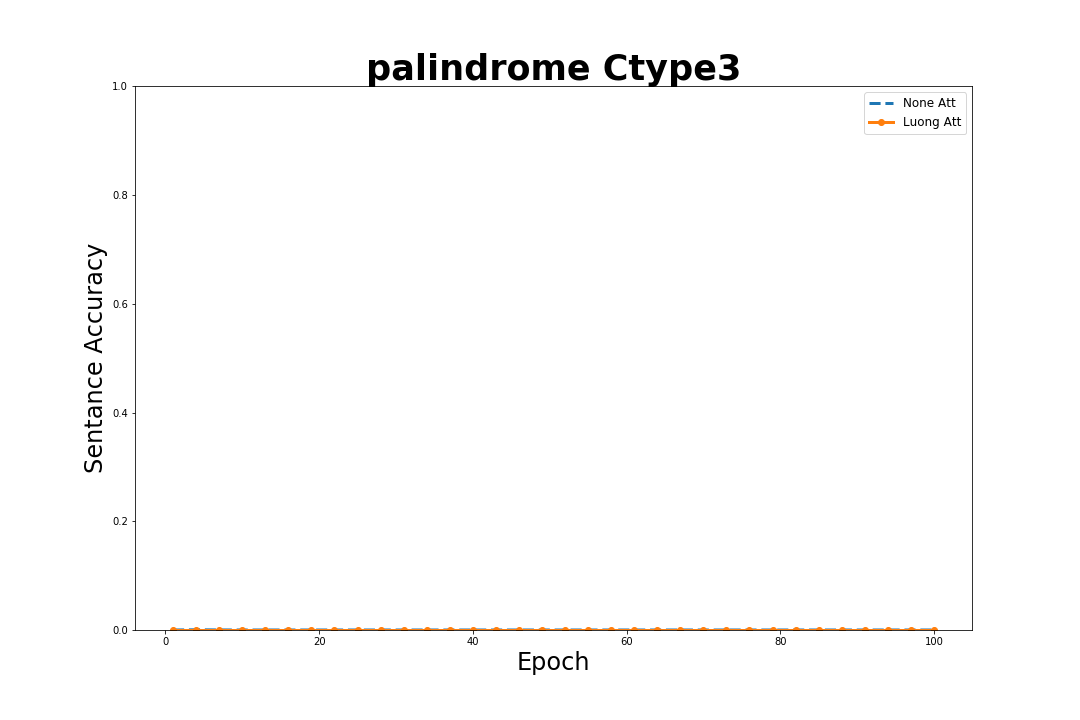 palindrome Ctype3
None Att
Luong Att
Sentance Accuracy
1.0
0.8
0.6
0.4
0.2
0.0
0 20 40 60 80 100
Epoch